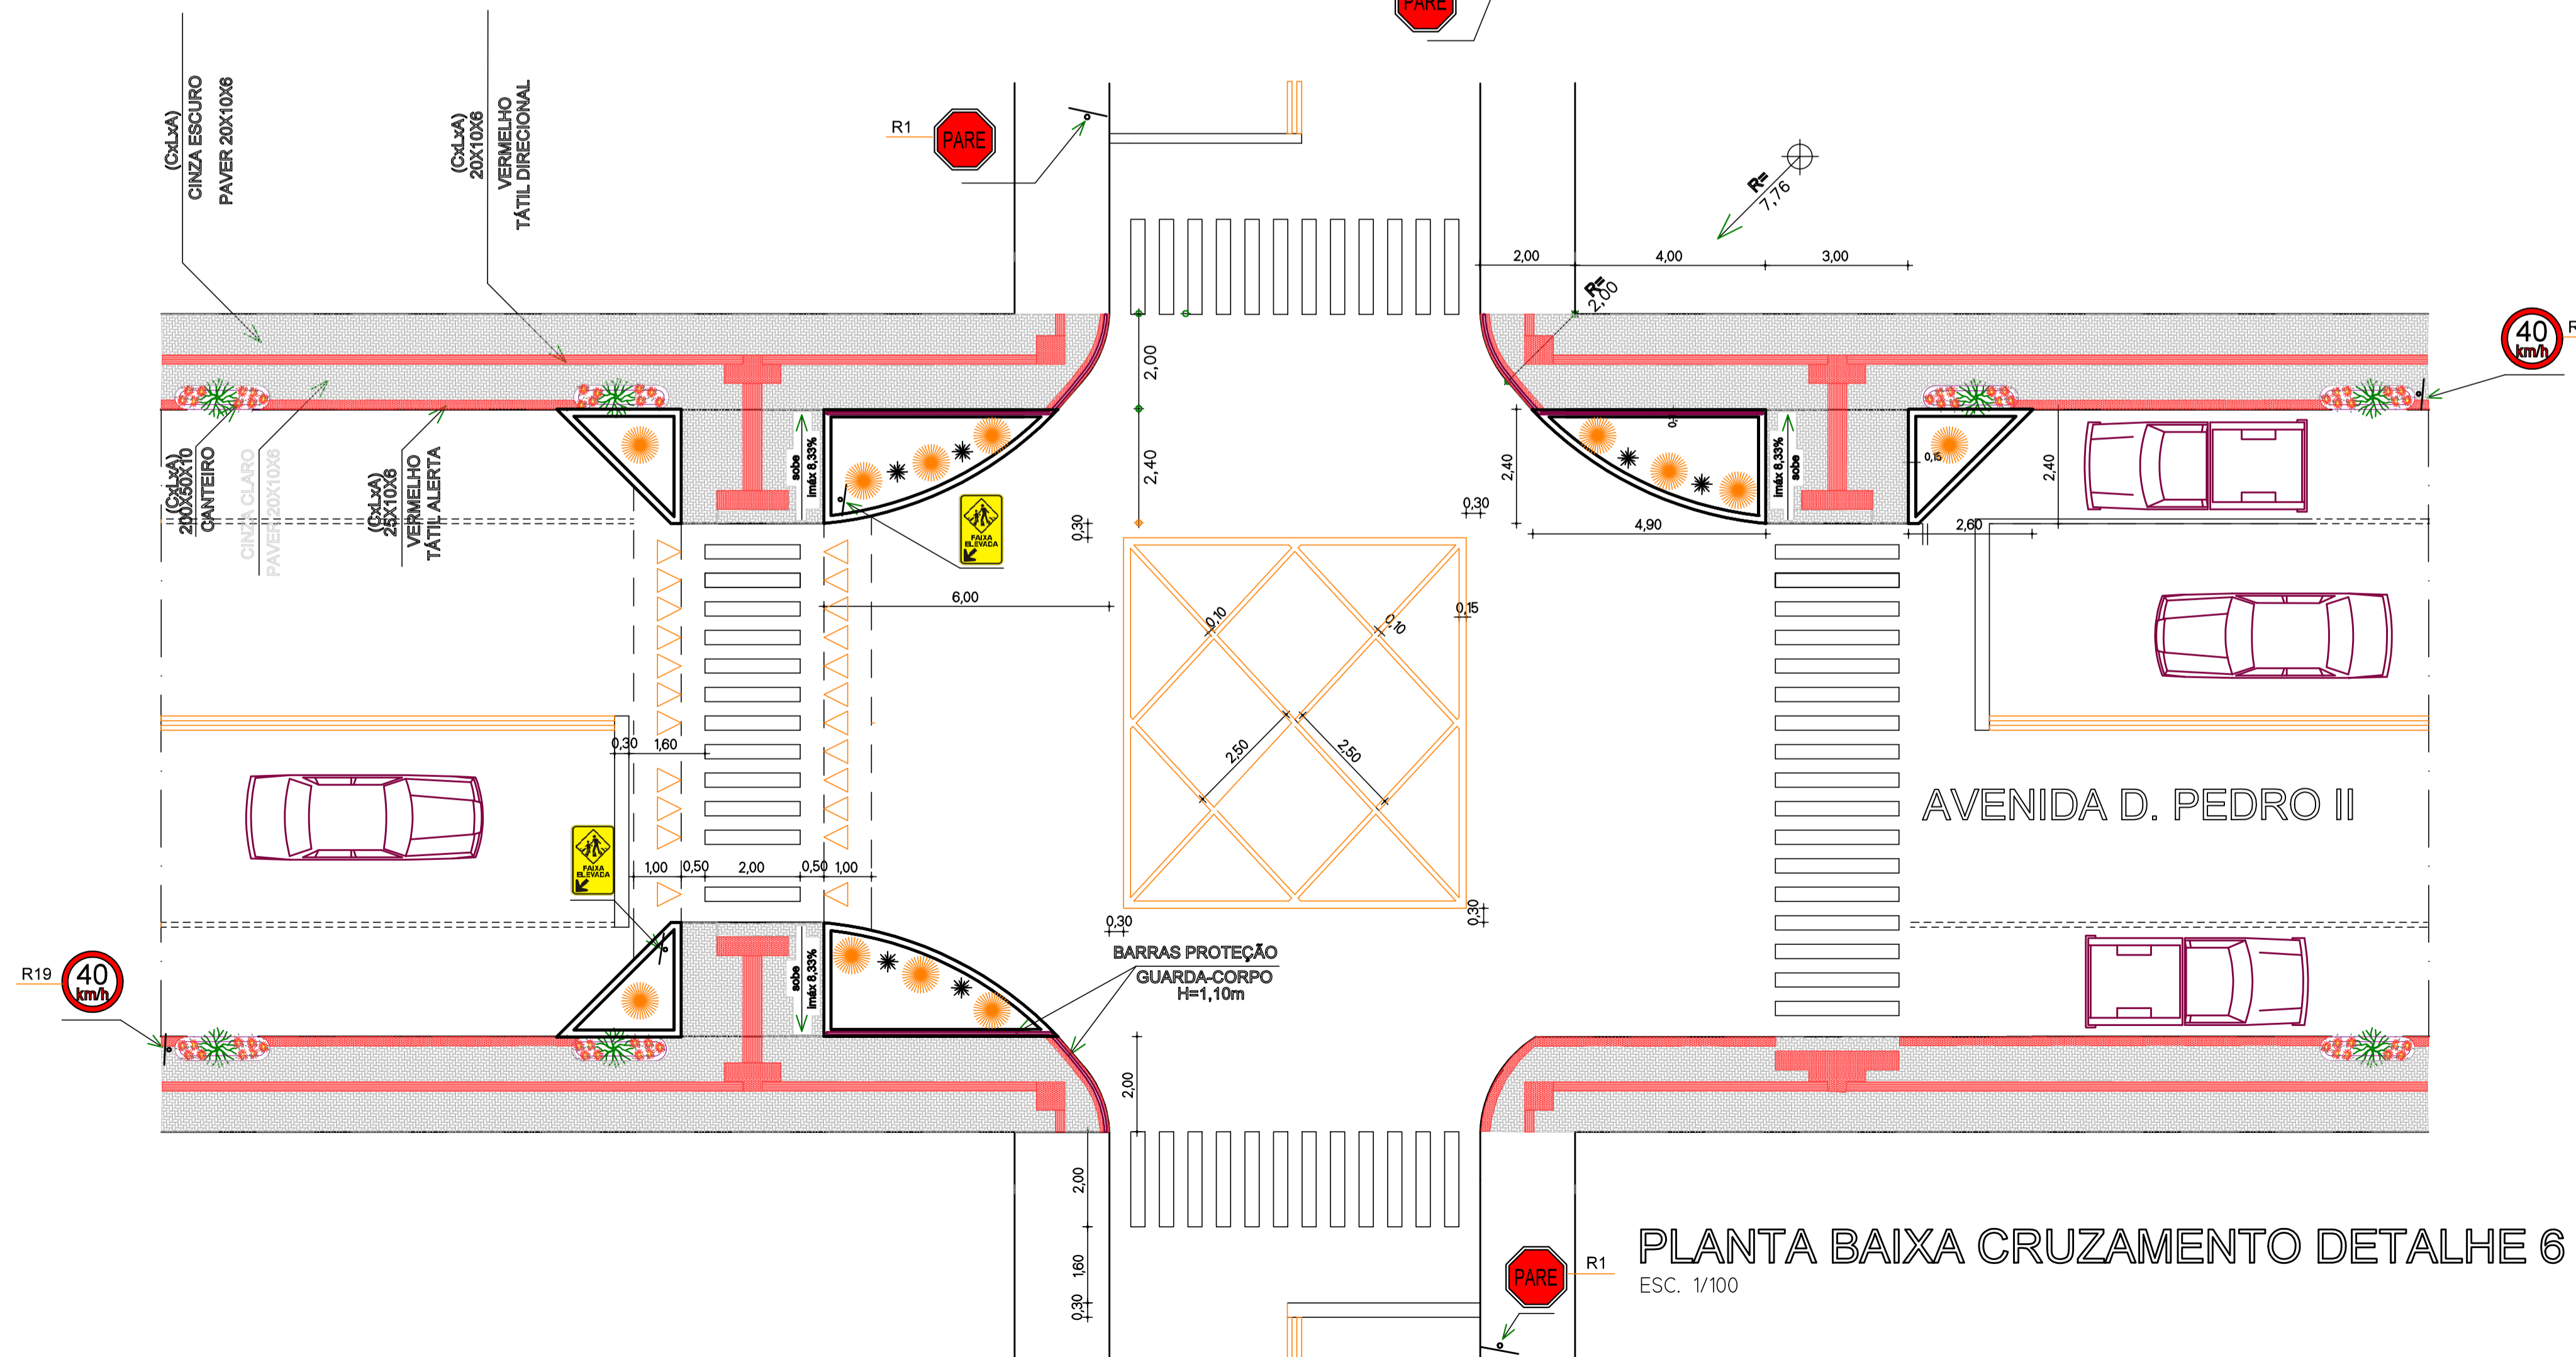 PARE
(CxLxA)
CINZA ESCURO
PAVER 20X10X6
(CxLxA)
20X10X6
VERMELHO
TÁTIL DIRECIONAL
R1
PARE
R=
7,76
2,00
4,00
3,00
R=
2,00
40
km/h
2,00
2,40
(CxLxA)
200X50X10
CANTEIRO
CINZA CLARO
PAVER 20X10X6
(CxLxA)
25X10X6
VERMELHO
TÁTIL ALERTA
sobe
imáx 8,33%
FAIXA
ELEVADA
0,30
0,30
2,40
imáx 8,33%
sobe
0,15
2,40
4,90
2,60
6,00
0,10
0,10
0,15
2,50
2,50
0,30
1,60
AVENIDA D. PEDRO II
FAIXA
ELEVADA
1,00
0,50
2,00
0,50
1,00
0,30
0,30
BARRAS PROTEÇÃO
GUARDA-CORPO
H=1,10m
R19
40
km/h
sobe
imáx 8,33%
2,00
2,00
1,60
0,30
PARE
R1
PLANTA BAIXA CRUZAMENTO DETALHE 6
ESC. 1/100